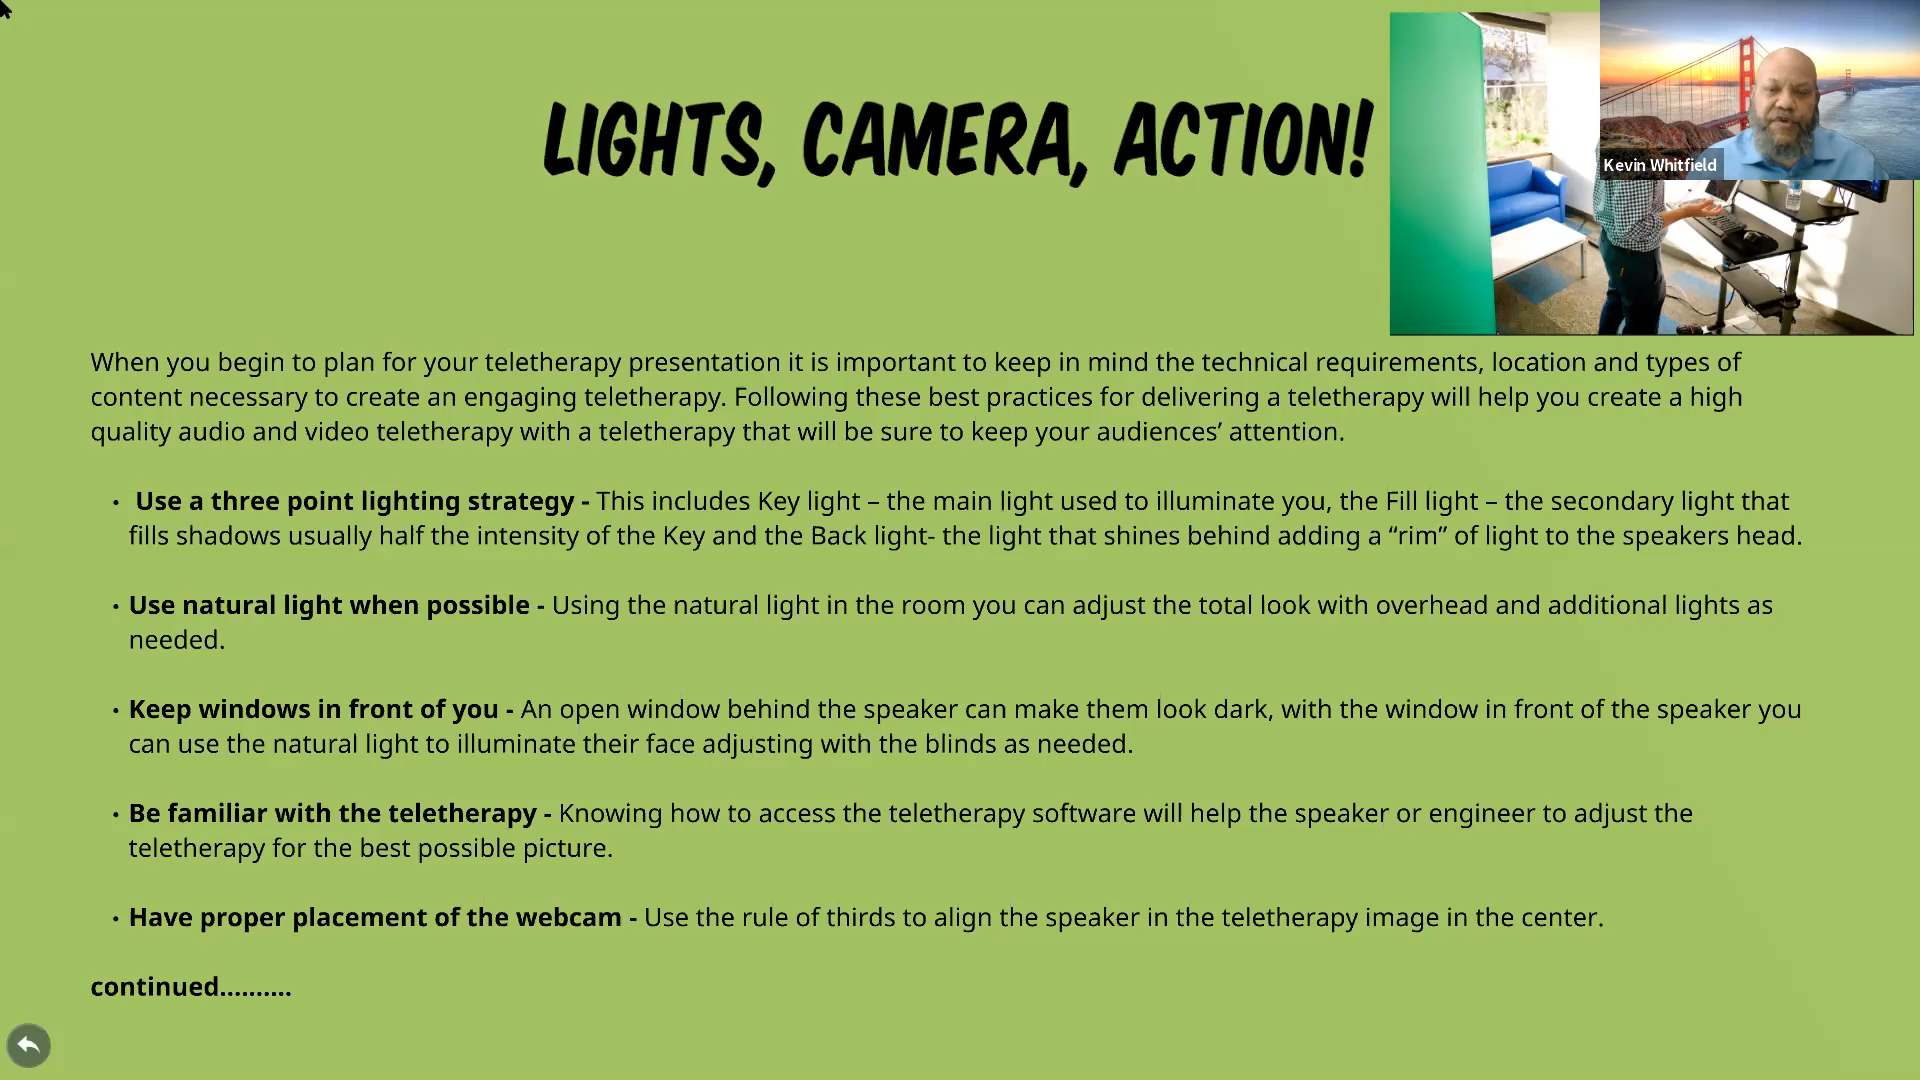 LIGHTS, CAMERA, ACTION!
Kevin Whitfield
When you begin to plan for your teletherapy presentation it is important to keep in mind the technical requirements, location and types of
content necessary to create an engaging teletherapy. Following these best practices for delivering a teletherapy will help you create a high
quality audio and video teletherapy with a teletherapy that will be sure to keep your audiences’ attention.
• Use a three point lighting strategy - This includes Key light – the main light used to illuminate you, the Fill light – the secondary light that
fills shadows usually half the intensity of the Key and the Back light- the light that shines behind adding a “rim” of light to the speakers head.
• Use natural light when possible - Using the natural light in the room you can adjust the total look with overhead and additional lights as
needed.
• Keep windows in front of you - An open window behind the speaker can make them look dark, with the window in front of the speaker you
can use the natural light to illuminate their face adjusting with the blinds as needed.
• Be familiar with the teletherapy - Knowing how to access the teletherapy software will help the speaker or engineer to adjust the
teletherapy for the best possible picture.
• Have proper placement of the webcam - Use the rule of thirds to align the speaker in the teletherapy image in the center.
continued..........